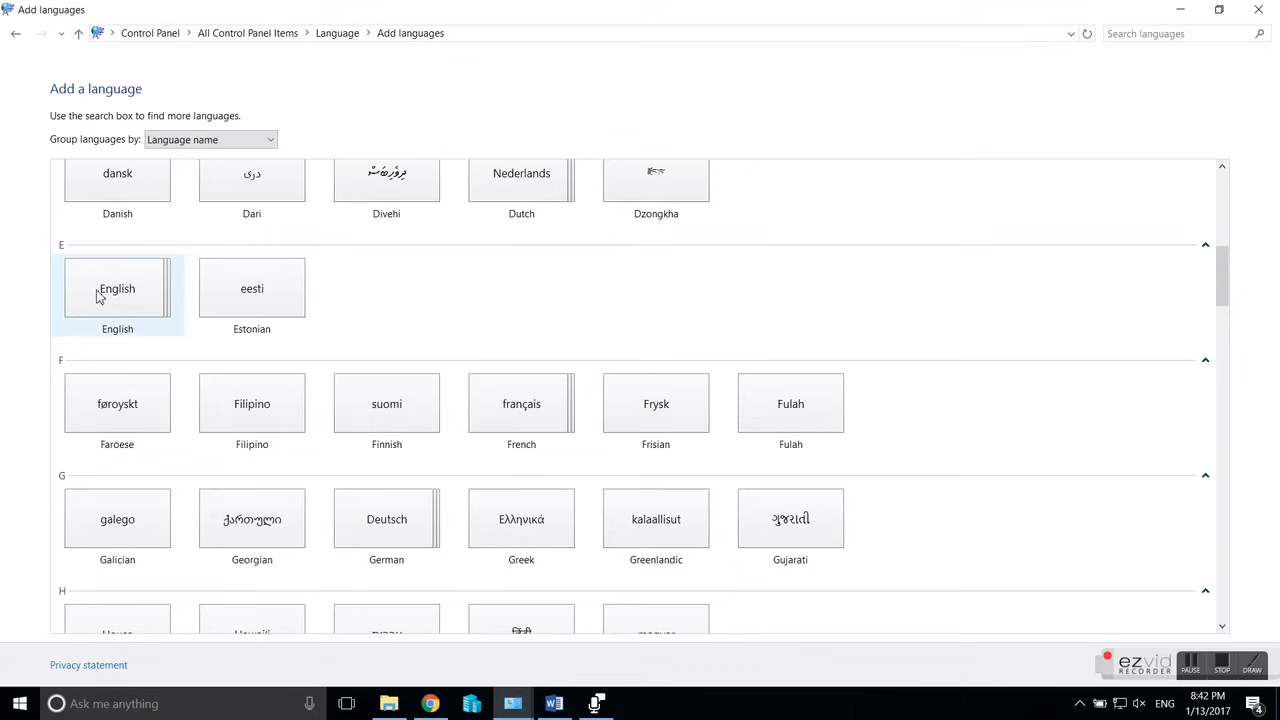 Add languages
Control Panel > All Control Panel Items > Language > Add languages
Search languages
Add a language
Use the search box to find more languages.
Group languages by: Language name
dansk
درى
Nederlands
Danish
Dari
Divehi
Dutch
Dzongkha
E
English
eesti
English
Estonian
F
føroyskt
Filipino
suomi
français
Frysk
Fulah
Faroese
Filipino
Finnish
French
Frisian
Fulah
G
galego
ქართული
Deutsch
Ελληνικά
kalaallisut
ગુજરાતી
Galician
Georgian
German
Greek
Greenlandic
Gujarati
H
Privacy statement
ezvid
RECORDER
PAUSE
STOP
DRAW
Ask me anything
ENG
8:42 PM
1/13/2017
4